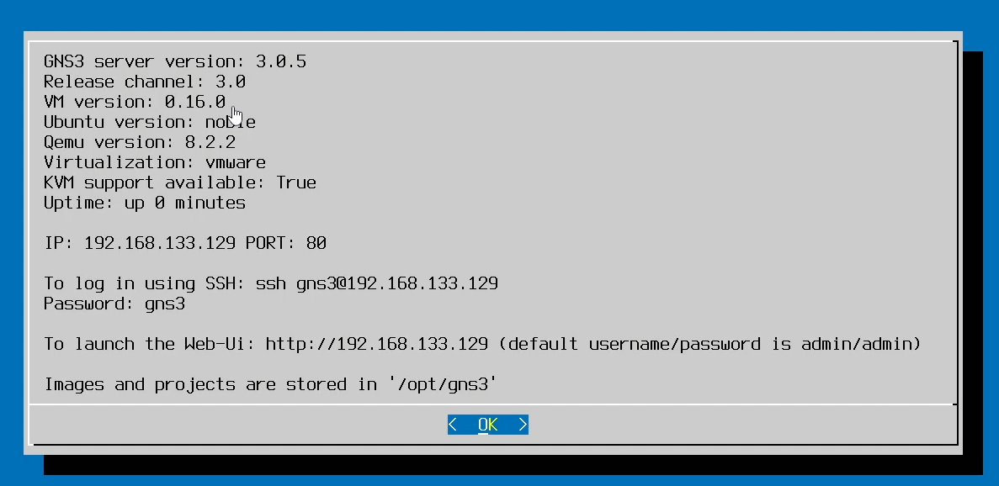 GNS3 server version: 3.0.5
Release channel: 3.0
VM version: 0.16.0
Ubuntu version: noble
Qemu version: 8.2.2
Virtualization: vmware
KVM support available: True
Uptime: up 0 minutes
IP: 192.168.133.129 PORT: 80
To log in using SSH: ssh gns3@192.168.133.129
Password: gns3
To launch the Web-Ui: http://192.168.133.129 (default username/password is admin/admin)
Images and projects are stored in '/opt/gns3'
<  OK  >